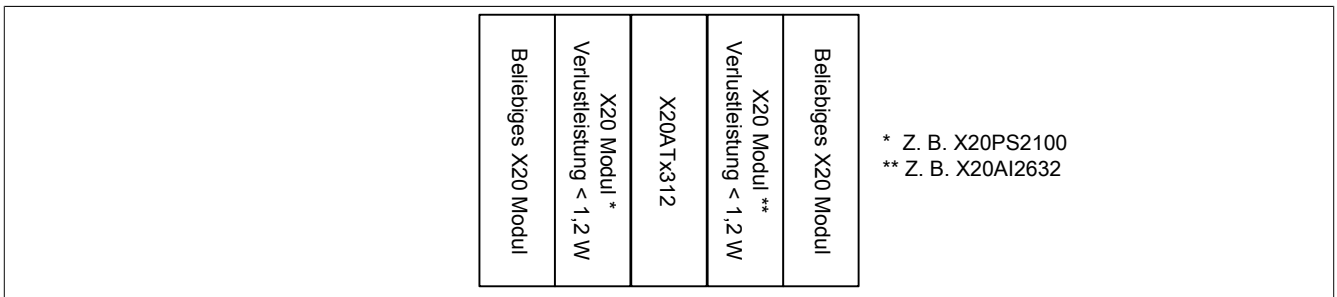 Beliebiges X20 Modul
X20 Modul *
Verlustleistung < 1,2 W
X20ATx312
X20 Modul **
Verlustleistung < 1,2 W
Beliebiges X20 Modul
* Z. B. X20PS2100
** Z. B. X20AI2632